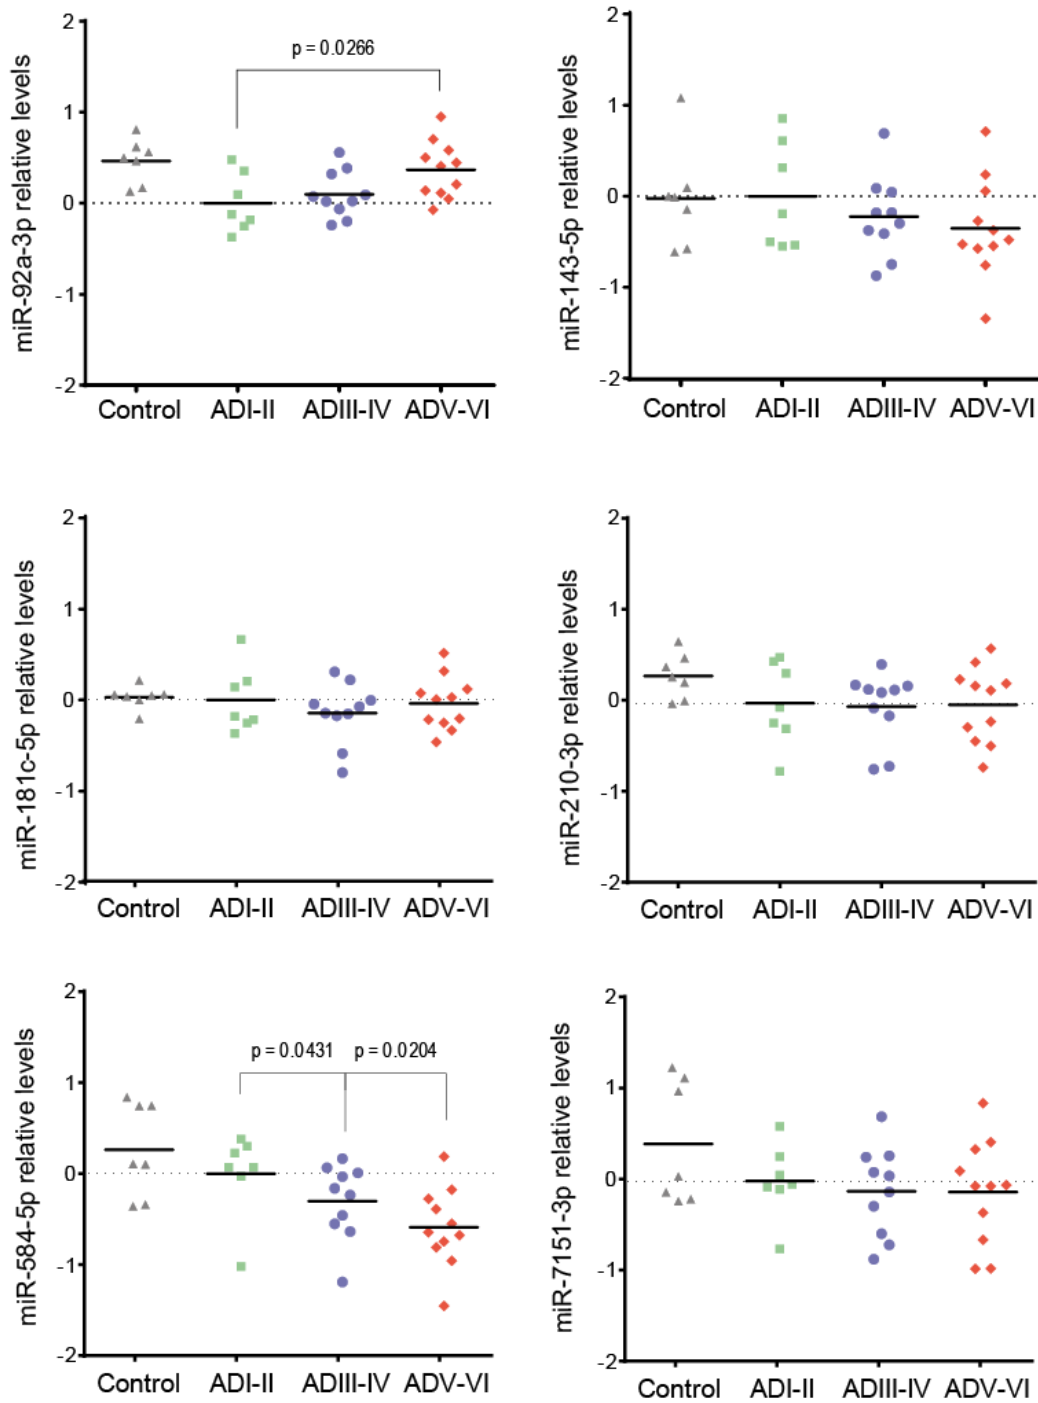 miR-92a-3p relative levels
2
1
0
-1
-2
p = 0.0266
Control ADI-II ADIII-IV ADV-VI
miR-143-5p relative levels
2
1
0
-1
-2
Control ADI-II ADIII-IV ADV-VI
miR-181c-5p relative levels
2
1
0
-1
-2
Control ADI-II ADIII-IV ADV-VI
miR-210-3p relative levels
2
1
0
-1
-2
Control ADI-II ADIII-IV ADV-VI
miR-584-5p relative levels
2
1
0
-1
-2
p = 0.0431 p = 0.0204
Control ADI-II ADIII-IV ADV-VI
miR-7151-3p relative levels
2
1
0
-1
-2
Control ADI-II ADIII-IV ADV-VI